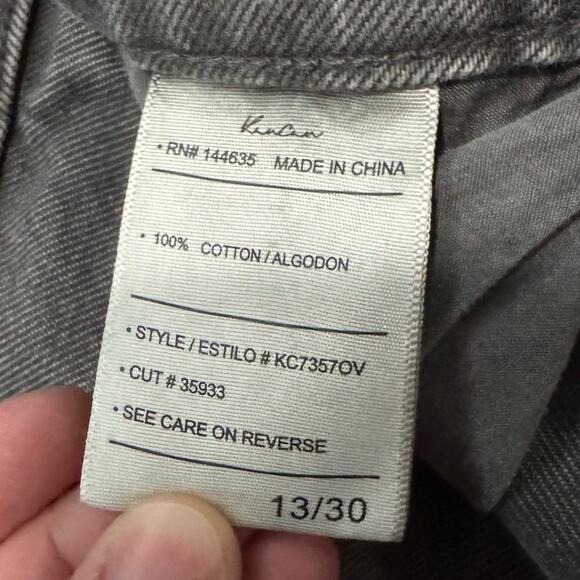 KanCan
• RN# 144635 MADE IN CHINA
• 100% COTTON/ALGODON
• STYLE / ESTILO # KC7357OV
• CUT # 35933
• SEE CARE ON REVERSE
13/30